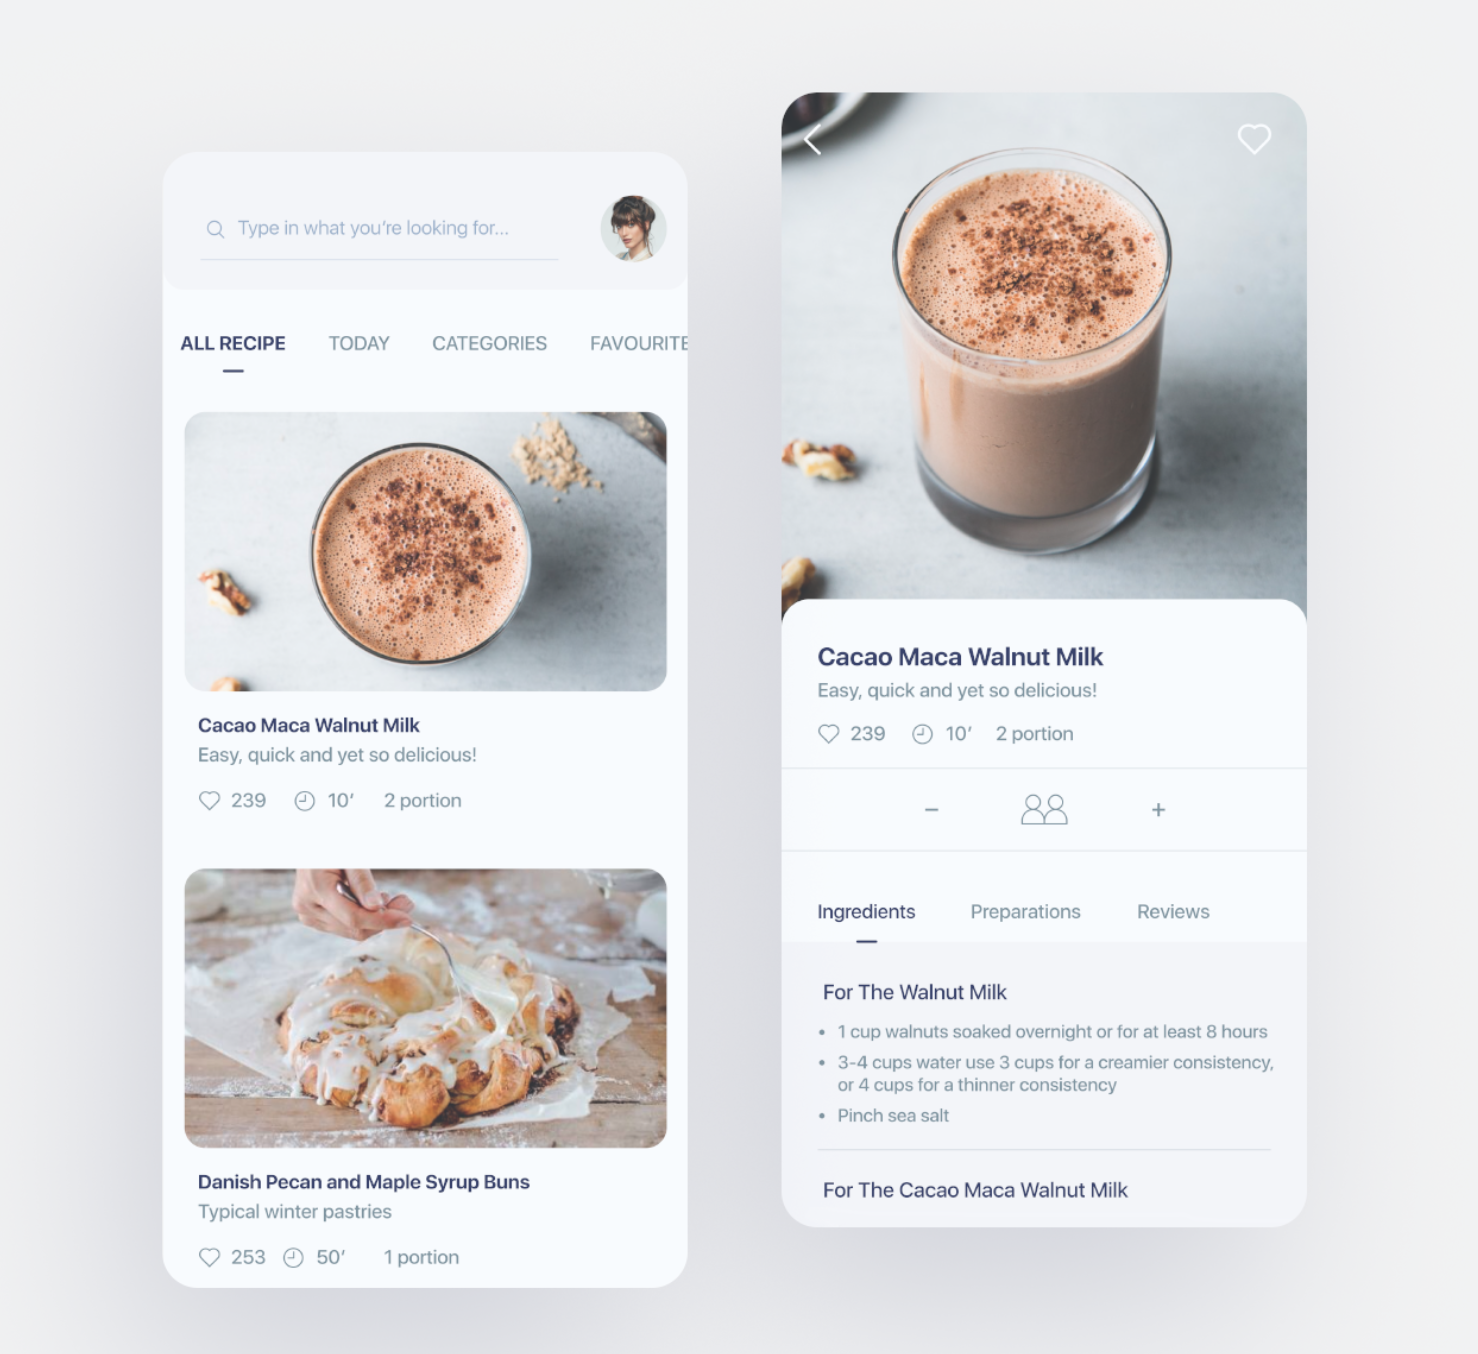 Type in what you're looking for...
ALL RECIPE TODAY CATEGORIES FAVOURITE
Cacao Maca Walnut Milk
Easy, quick and yet so delicious!
239 10' 2 portion
Danish Pecan and Maple Syrup Buns
Typical winter pastries
253 50' 1 portion
Cacao Maca Walnut Milk
Easy, quick and yet so delicious!
239 10' 2 portion
− +
Ingredients Preparations Reviews
For The Walnut Milk
• 1 cup walnuts soaked overnight or for at least 8 hours
• 3-4 cups water use 3 cups for a creamier consistency,
or 4 cups for a thinner consistency
• Pinch sea salt
For The Cacao Maca Walnut Milk